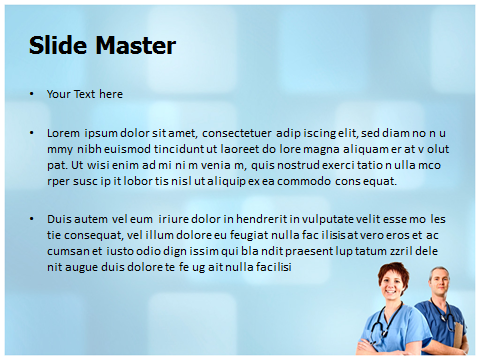 Slide Master
• Your Text here
• Lorem ipsum dolor sit amet, consectetuer adip iscing elit, sed diam no n u
mmy nibh euismod tincidunt ut laoreet do lore magna aliquam er at v olut
pat. Ut wisi enim ad mi ni m venia m, quis nostrud exerci tatio n ulla mco
rper susc ip it lobor tis nisl ut aliquip ex ea commodo cons equat.
• Duis autem vel eum iriure dolor in hendrerit in vulputate velit esse mo les
tie consequat, vel illum dolore eu feugiat nulla fac ilisis at vero eros et ac
cumsan et iusto odio dign issim qui bla ndit praesent lup tatum zzril dele
nit augue duis dolore te fe ug ait nulla facilisi